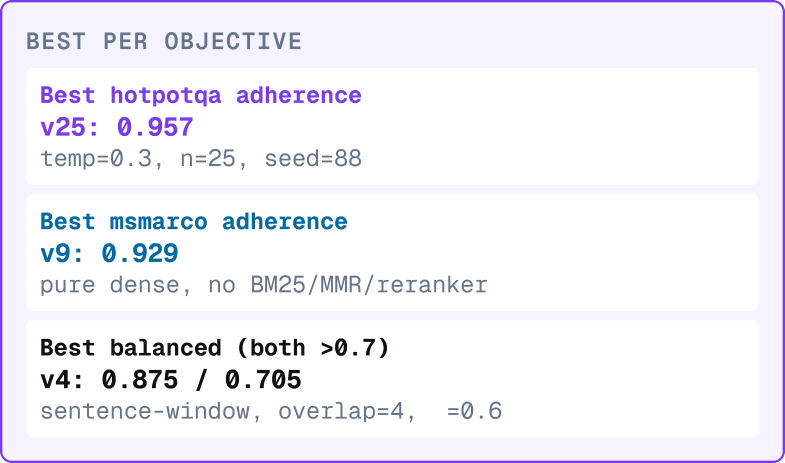 BEST PER OBJECTIVE
Best hotpotqa adherence
v25: 0.957
temp=0.3, n=25, seed=88
Best msmarco adherence
v9: 0.929
pure dense, no BM25/MMR/reranker
Best balanced (both >0.7)
v4: 0.875 / 0.705
sentence-window, overlap=4,  =0.6